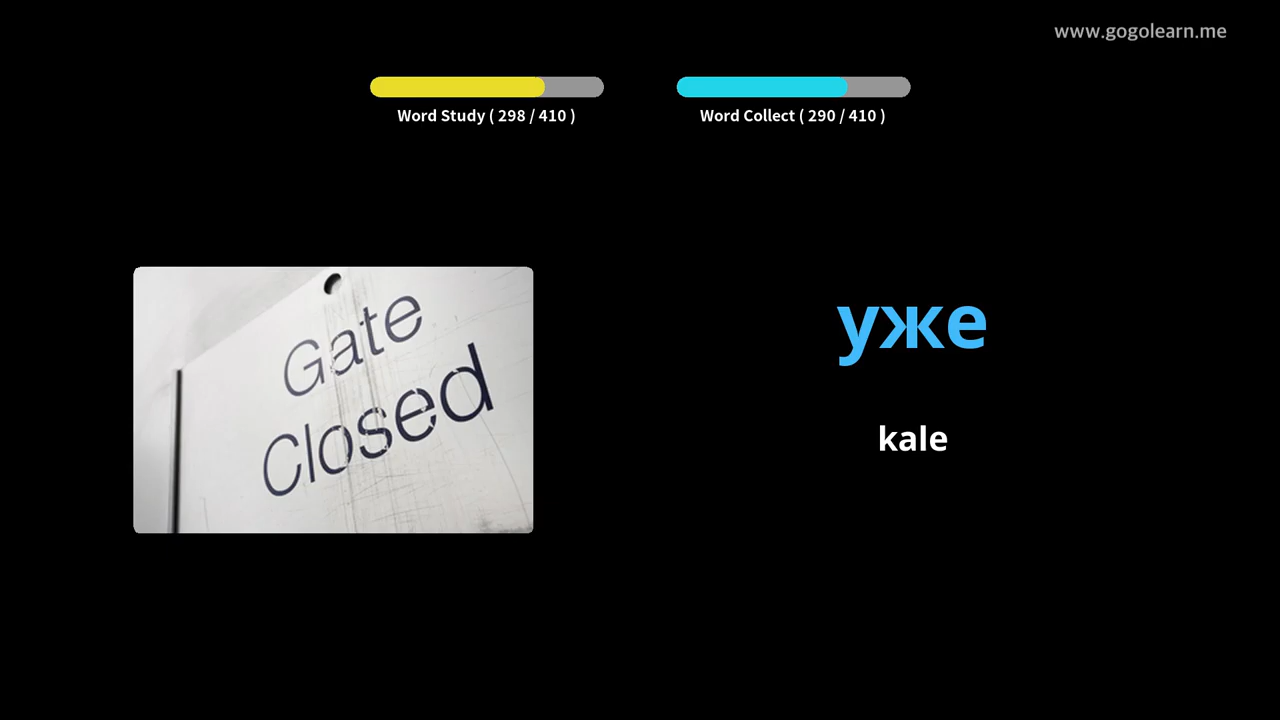 www.gogolearn.me
Word Study ( 298 / 410 )
Word Collect ( 290 / 410 )
Gate
Closed
уже
kale